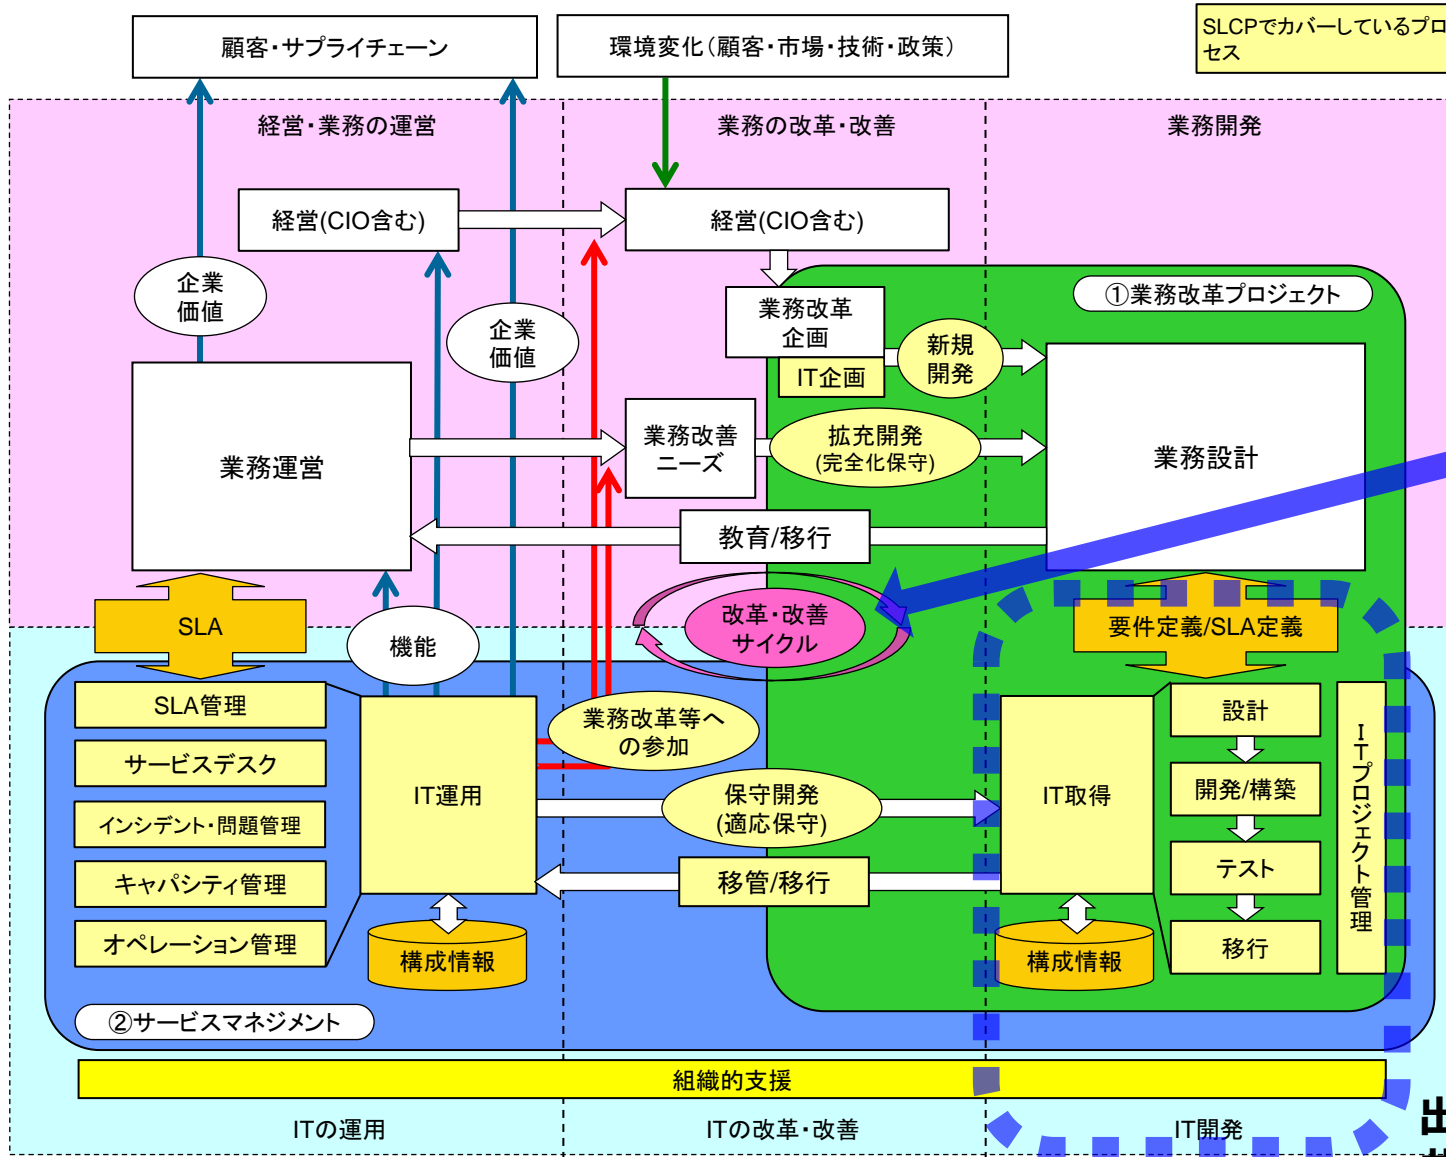 顧客・サプライチェーン
環境変化(顧客・市場・技術・政策)
SLCPでカバーしているプロ
セス
経営・業務の運営
業務の改革・改善
業務開発
経営(CIO含む)
経営(CIO含む)
企業
価値
企業
価値
業務改革
企画
IT企画
新規
開発
①業務改革プロジェクト
業務運営
業務改善
ニーズ
拡充開発
(完全化保守)
業務設計
教育/移行
SLA
機能
改革・改善
サイクル
要件定義/SLA定義
SLA管理
サービスデスク
インシデント・問題管理
キャパシティ管理
オペレーション管理
IT運用
業務改革等へ
の参加
保守開発
(適応保守)
移管/移行
IT取得
設計
開発/構築
テスト
移行
ITプロジェクト管理
構成情報
構成情報
②サービスマネジメント
組織的支援
ITの運用
ITの改革・改善
IT開発
出